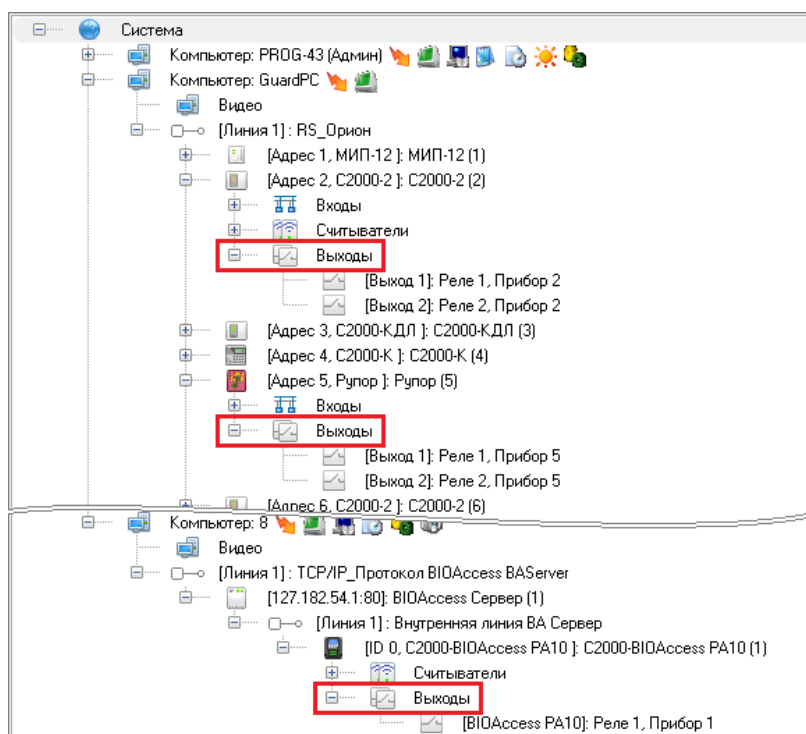 Система
Компьютер: PROG-43 (Админ)
Компьютер: GuardPC
Видео
[Линия 1] : RS_Орион
[Адрес 1, МИП-12 ]: МИП-12 (1)
[Адрес 2, С2000-2 ]: С2000-2 (2)
Входы
Считыватели
Выходы
[Выход 1]: Реле 1, Прибор 2
[Выход 2]: Реле 2, Прибор 2
[Адрес 3, С2000-КДЛ ]: С2000-КДЛ (3)
[Адрес 4, С2000-К ]: С2000-К (4)
[Адрес 5, Рупор ]: Рупор (5)
Входы
Выходы
[Выход 1]: Реле 1, Прибор 5
[Выход 2]: Реле 2, Прибор 5
[Адрес 6, С2000-2 ]: С2000-2 (6)
Компьютер: 8
Видео
[Линия 1] : TCP/IP_Протокол BIOAccess BAServer
[127.182.54.1:80]: BIOAccess Сервер (1)
[Линия 1] : Внутренняя линия BA Сервер
[ID 0, С2000-BIOAccess PA10 ]: С2000-BIOAccess PA10 (1)
Считыватели
Выходы
[BIOAccess PA10]: Реле 1, Прибор 1